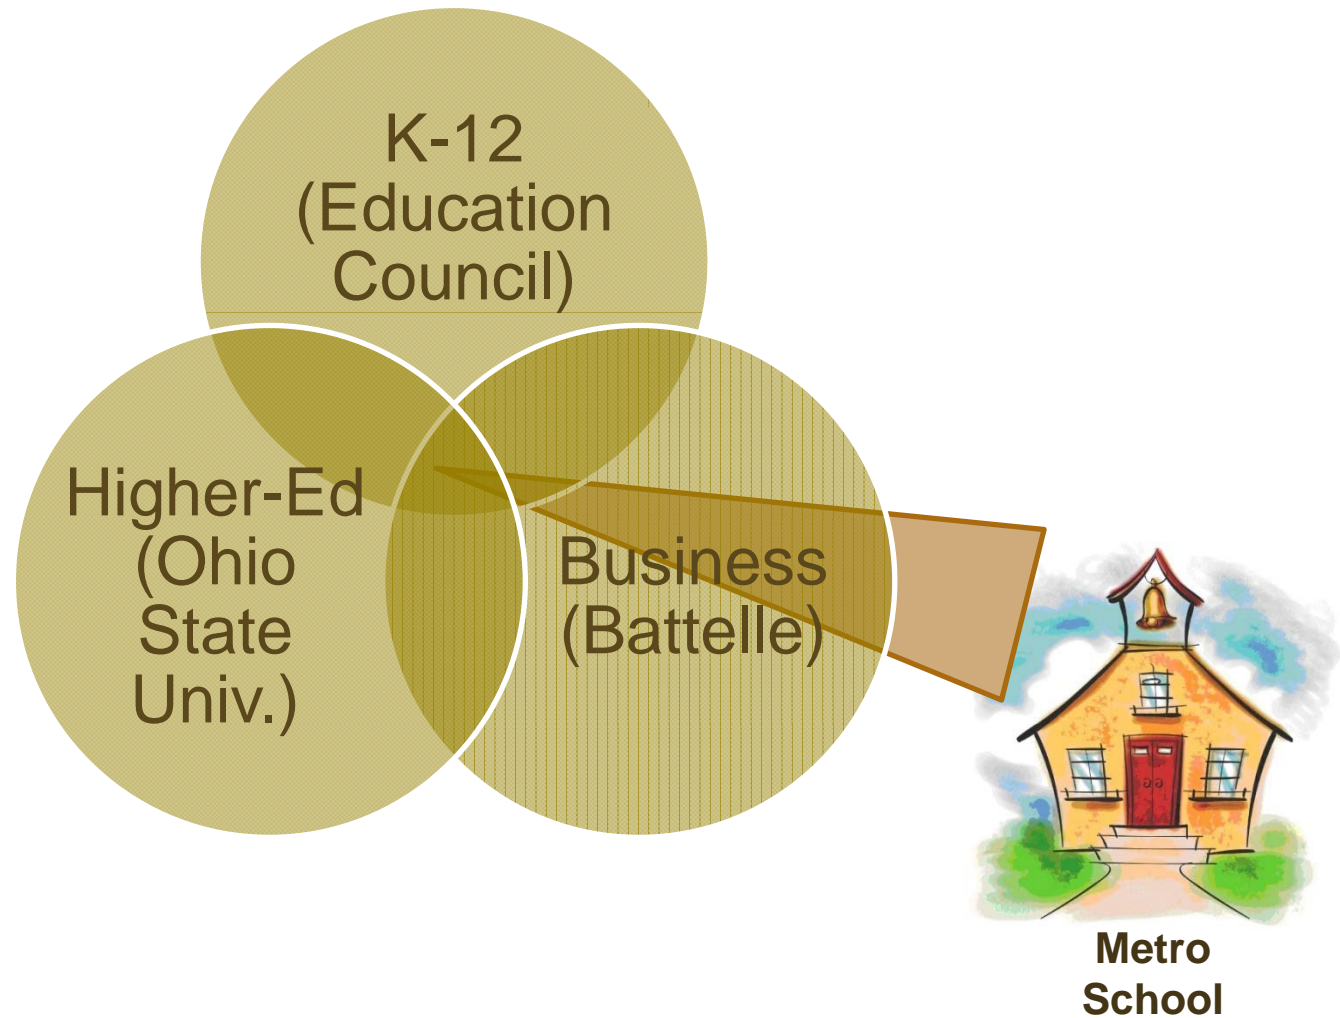 K-12
(Education
Council)
Higher-Ed
(Ohio
State
Univ.)
Business
(Battelle)
Metro
School